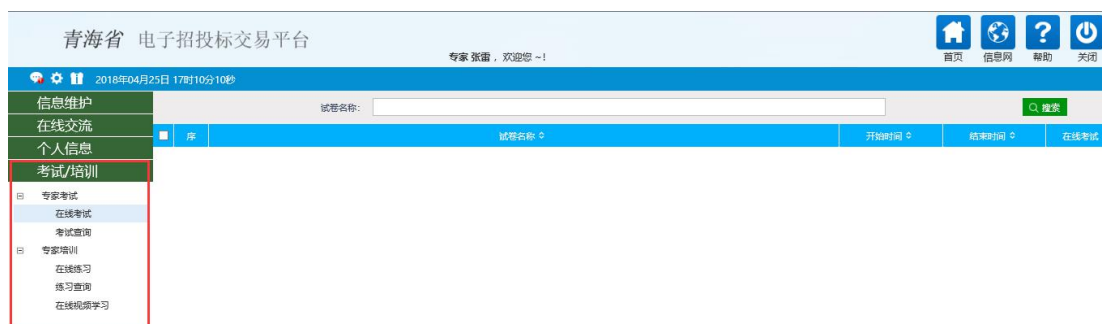 青海省 电子招投标交易平台
专家 张雷，欢迎您 ~!
首页 信息网 帮助 关闭
2018年04月25日 17时10分10秒
信息维护
在线交流
个人信息
考试/培训
专家考试
在线考试
考试查询
专家培训
在线练习
练习查询
在线视频学习
试卷名称:
搜索
序 试卷名称 开始时间 结束时间 在线考试